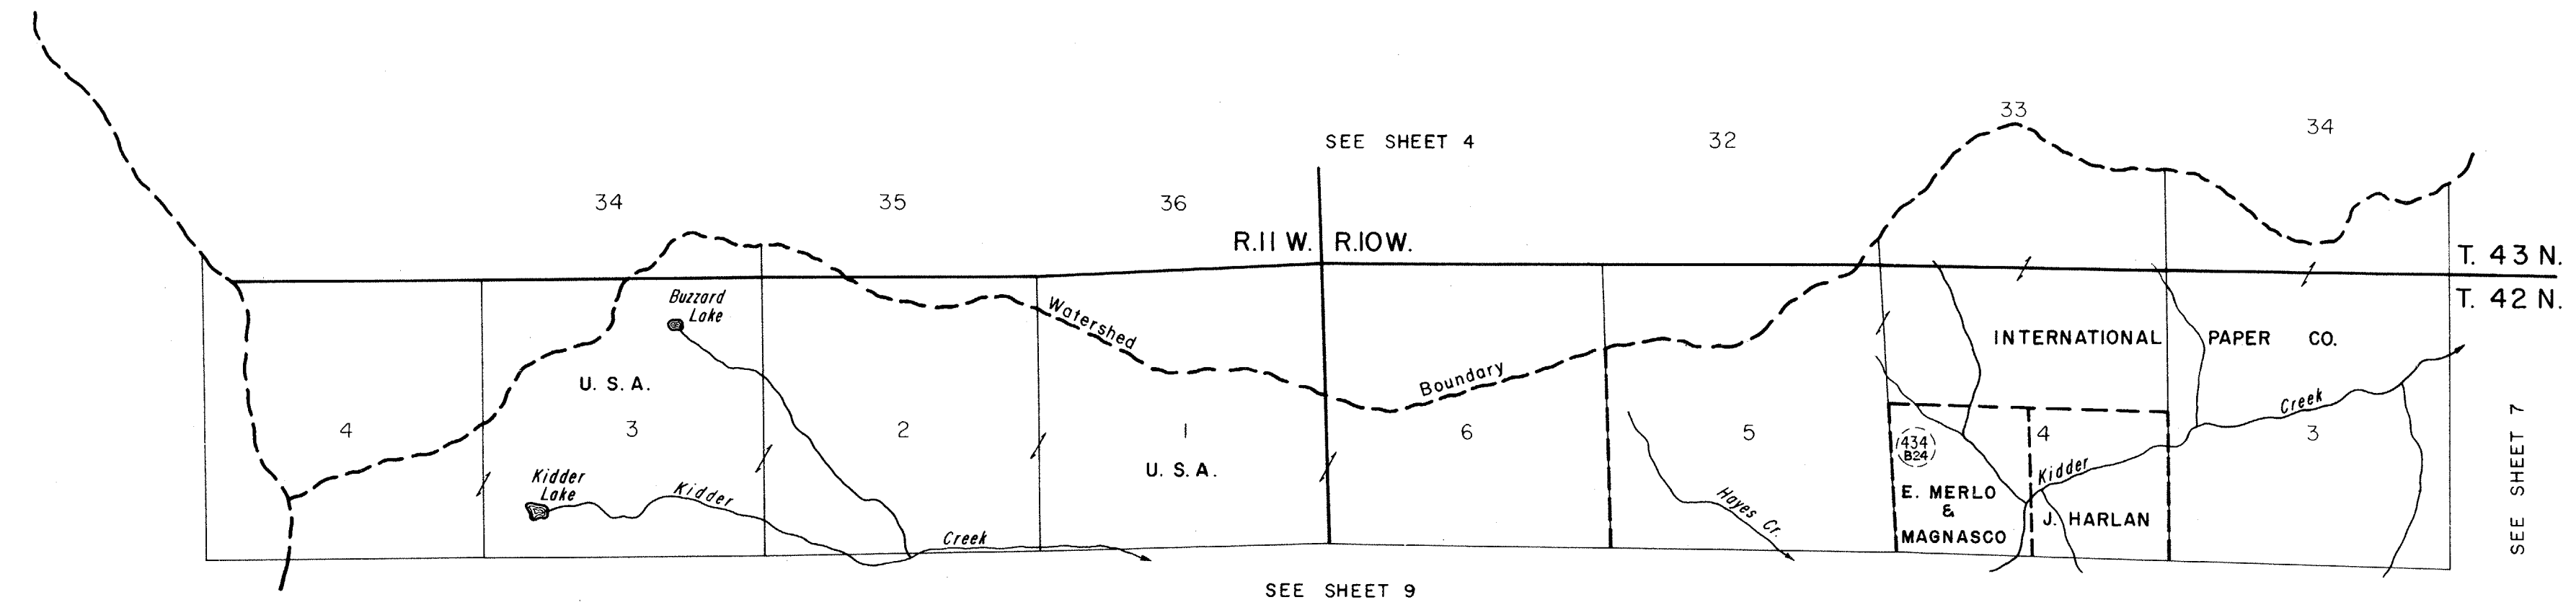 33
34
SEE SHEET 4
32
34
35
36
R.11 W.
R.10 W.
T. 43 N.
T. 42 N.
Buzzard
Lake
Watershed
Boundary
INTERNATIONAL PAPER CO.
U. S. A.
4
3
2
1
6
5
4
3
Creek
434
B24
Kidder
U. S. A.
Kidder
Lake
Kidder
Hayes Cr.
E. MERLO
&
MAGNASCO
J. HARLAN
Creek
SEE SHEET 7
SEE SHEET 9